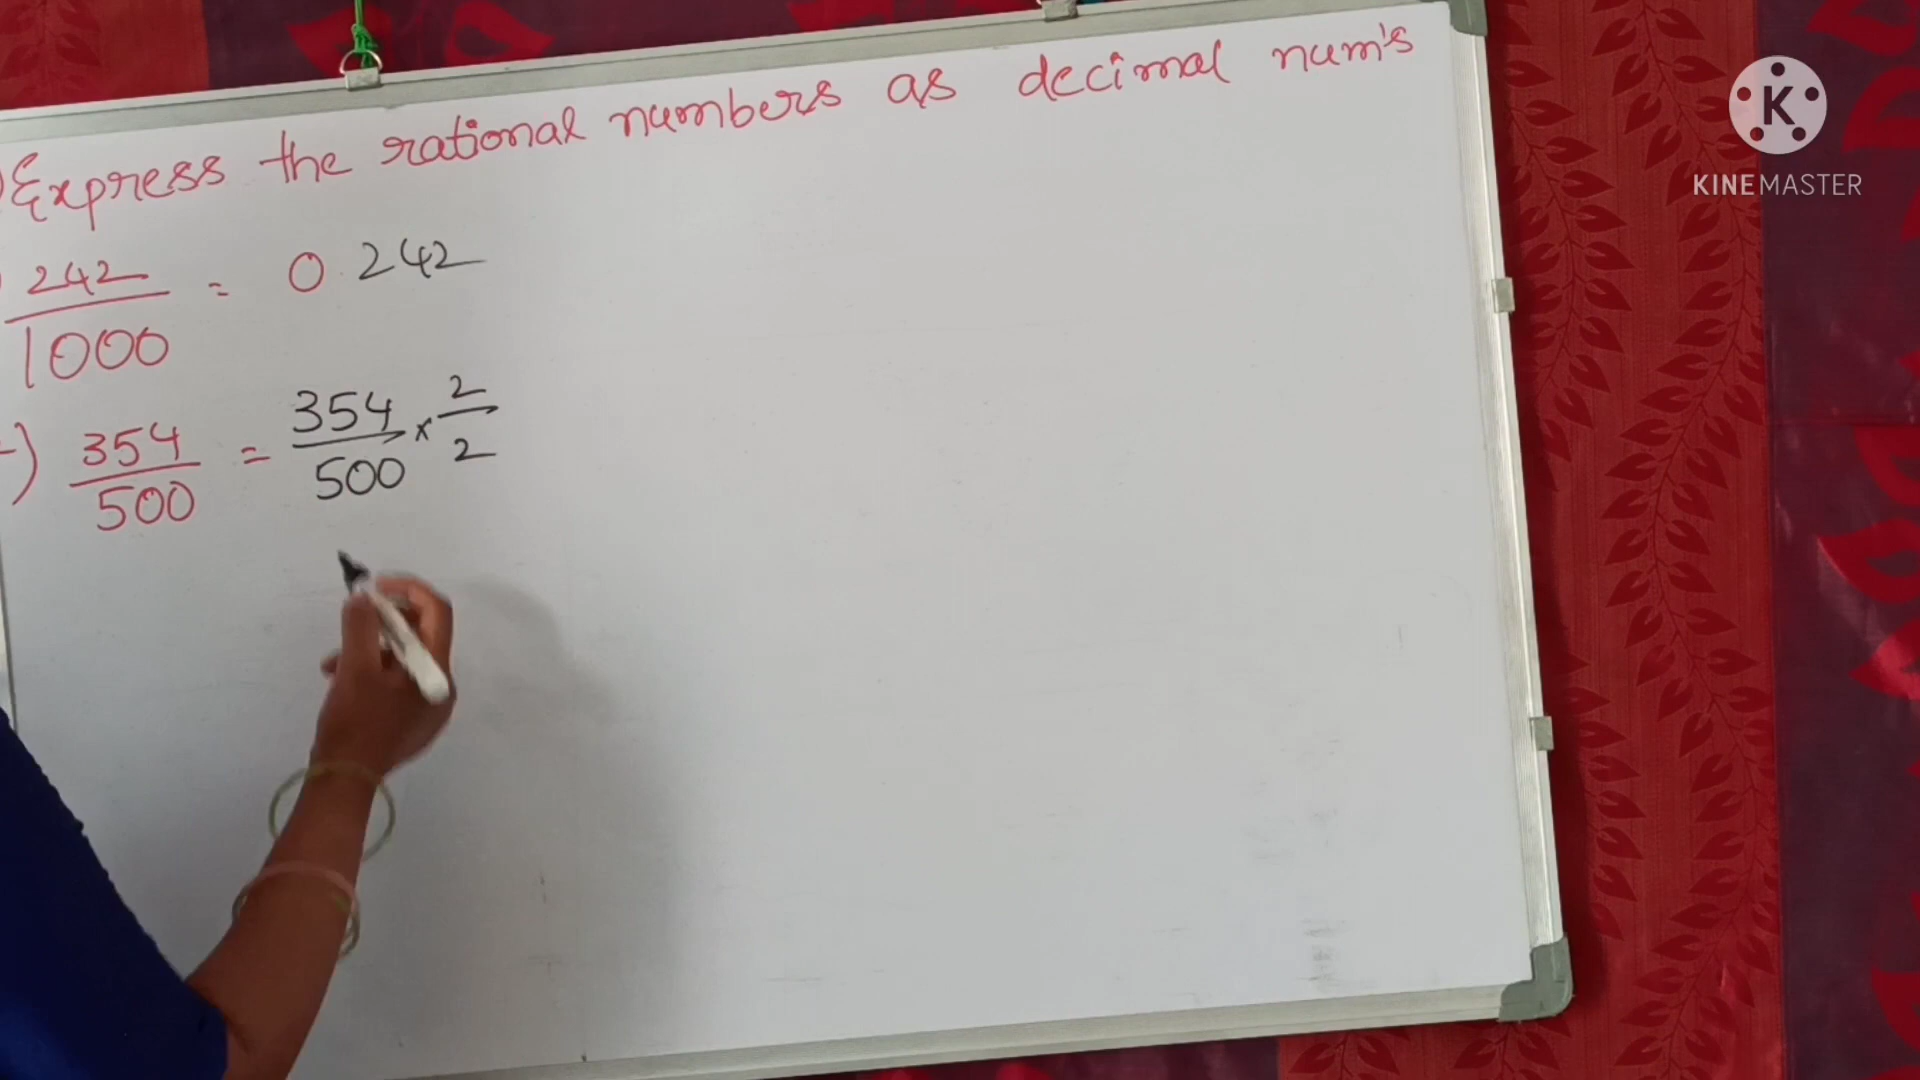 Express the rational numbers as decimal num's
242/1000 = 0.242
) 354/500 = 354/500 × 2/2
KINEMASTER